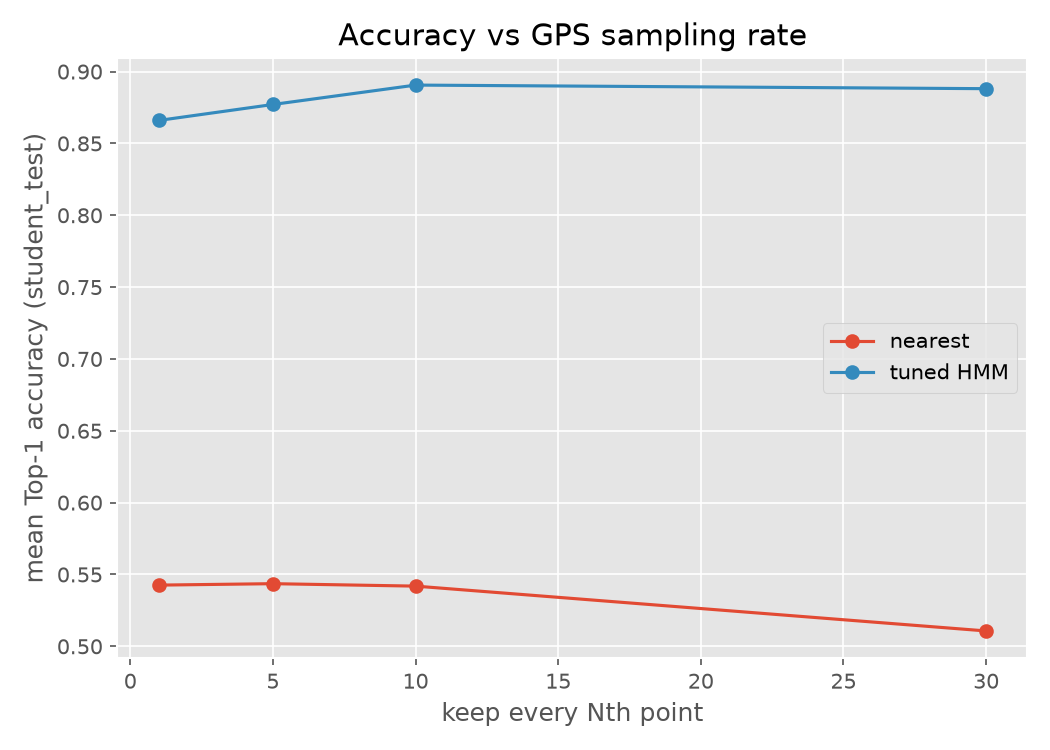 Accuracy vs GPS sampling rate
mean Top-1 accuracy (student_test)
0.90
0.85
0.80
0.75
0.70
0.65
0.60
0.55
0.50
nearest
tuned HMM
0 5 10 15 20 25 30
keep every Nth point